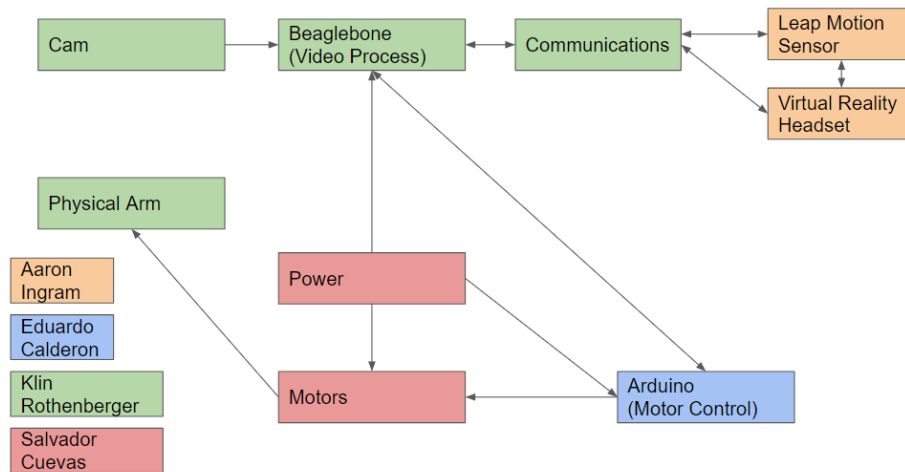 Cam
Beaglebone
(Video Process)
Communications
Leap Motion
Sensor
Virtual Reality
Headset
Physical Arm
Power
Motors
Arduino
(Motor Control)
Aaron
Ingram
Eduardo
Calderon
Klin
Rothenberger
Salvador
Cuevas